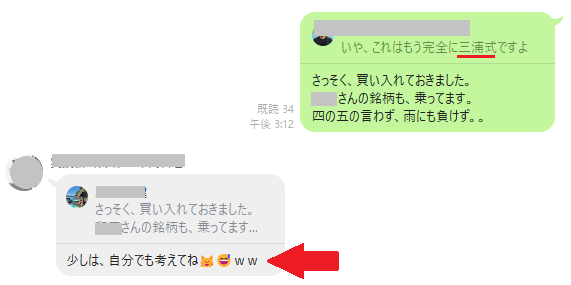 いや、これはもう完全に三浦式ですよ
さっそく、買い入れておきました。
さんの銘柄も、乗ってます。
四の五の言わず、雨にも負けず。。
既読 34
午後 3:12
さっそく、買い入れておきました。
さんの銘柄も、乗ってます...
少しは、自分でも考えてね😹😅ｗｗ